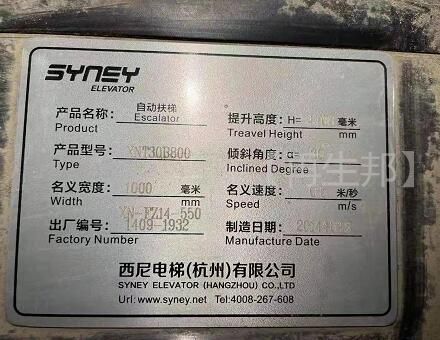 SYNEY
ELEVATOR
产品名称: 自动扶梯 Escalator
Product
提升高度: H= 毫米
Treavel Height mm
产品型号: XNT30B800
Type
倾斜角度: α=
Inclined Degree
名义宽度: 1000 毫米
Width mm
名义速度: 米/秒
Speed m/s
出厂编号: XN-FZ14-550
1409-1932
Factory Number
制造日期:
Manufacture Date
西尼电梯(杭州)有限公司
SYNEY ELEVATOR (HANGZHOU) CO.,LTD
Url: www.syney.net Tel:4008-267-608
生邦】